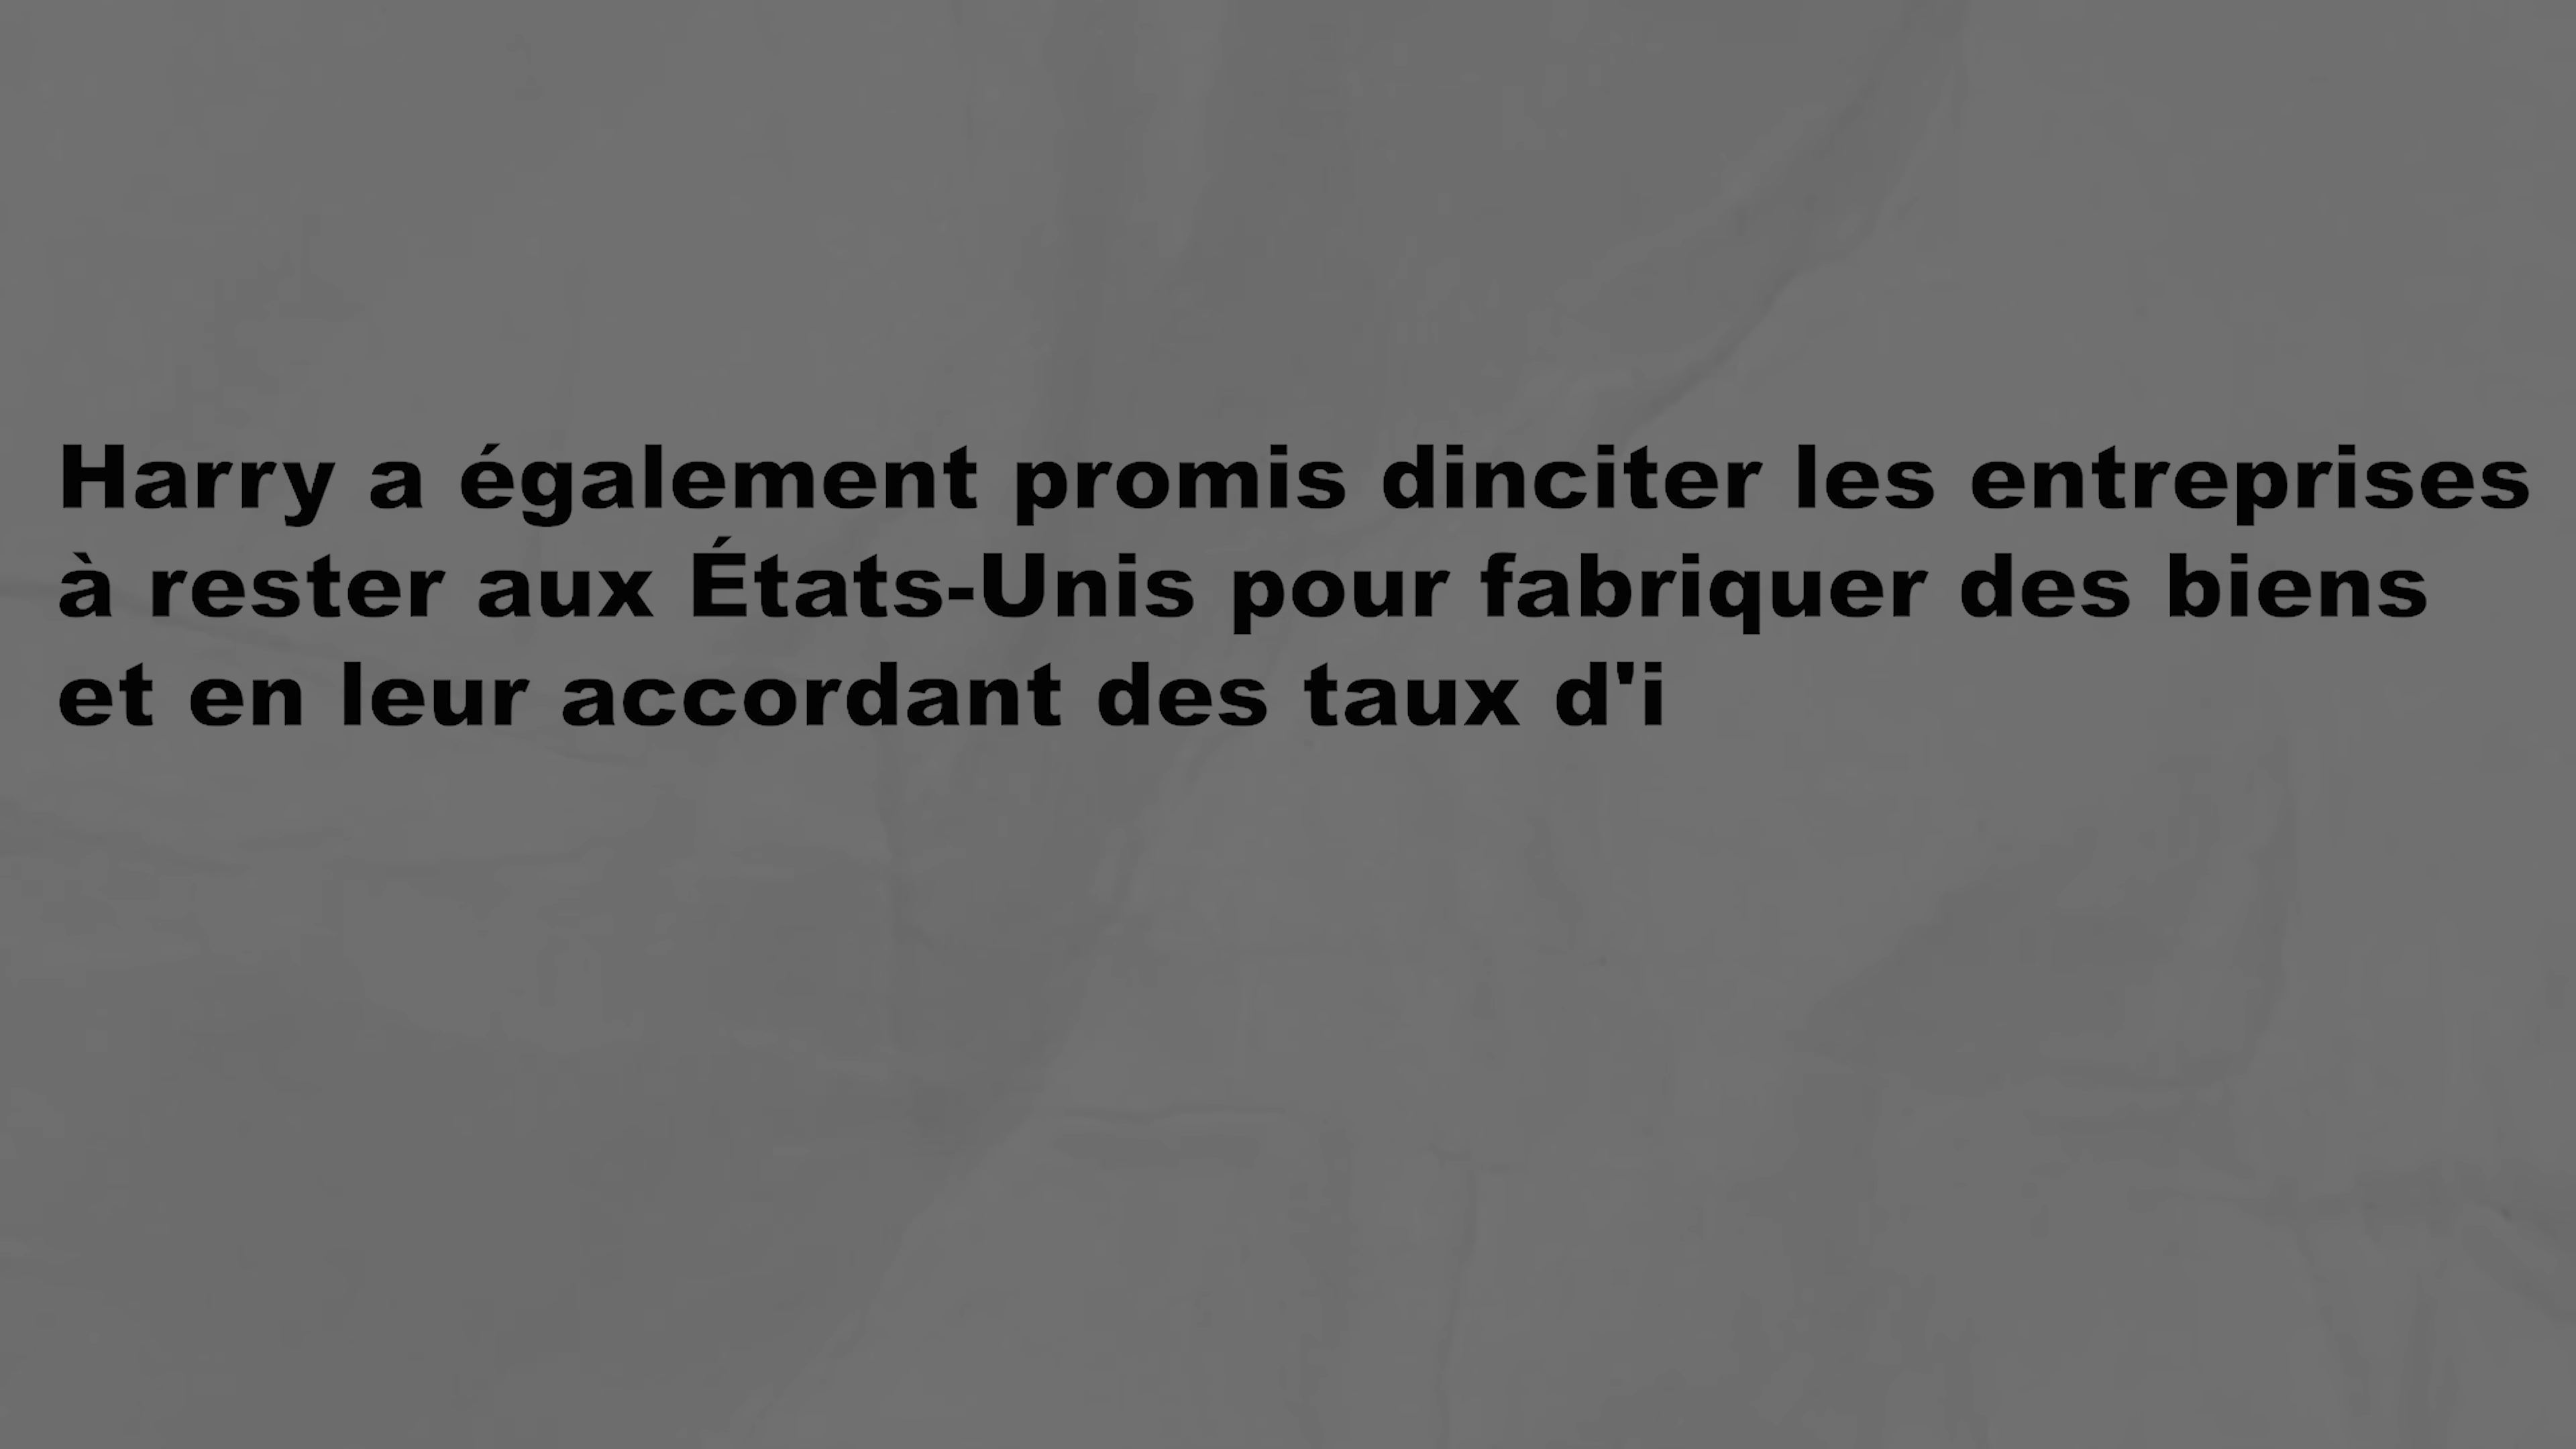 Harry a également promis dinciter les entreprises
à rester aux États-Unis pour fabriquer des biens
et en leur accordant des taux d'i